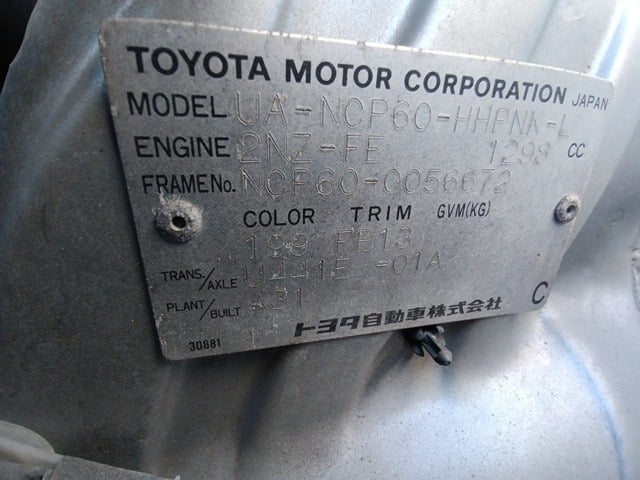 TOYOTA MOTOR CORPORATION JAPAN
MODEL UA-NCP60-HHPNK-L
ENGINE 2NZ-FE 1298 CC
FRAME No. NCP60-0056672
COLOR TRIM GVM(KG)
199 FB13
TRANS./AXLE U441E -01A
PLANT/BUILT A31
トヨタ自動車株式会社 C
30881